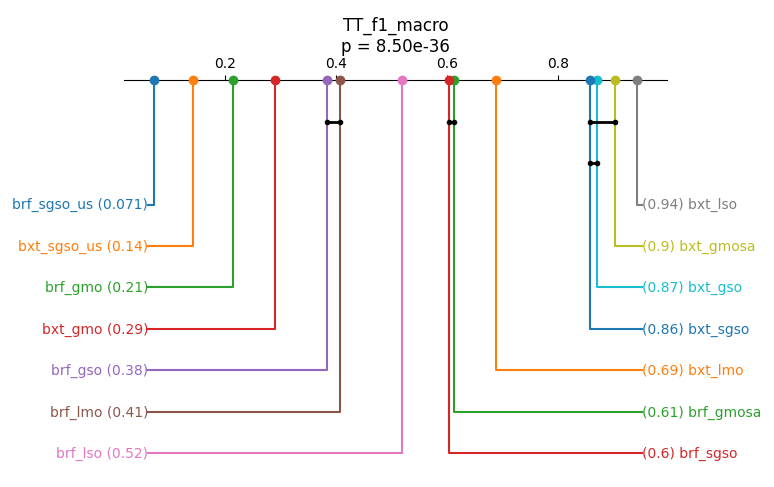 TT_f1_macro
p = 8.50e-36
0.2 0.4 0.6 0.8
brf_sgso_us (0.071) (0.94) bxt_lso
bxt_sgso_us (0.14) (0.9) bxt_gmosa
brf_gmo (0.21) (0.87) bxt_gso
bxt_gmo (0.29) (0.86) bxt_sgso
brf_gso (0.38) (0.69) bxt_lmo
brf_lmo (0.41) (0.61) brf_gmosa
brf_lso (0.52) (0.6) brf_sgso